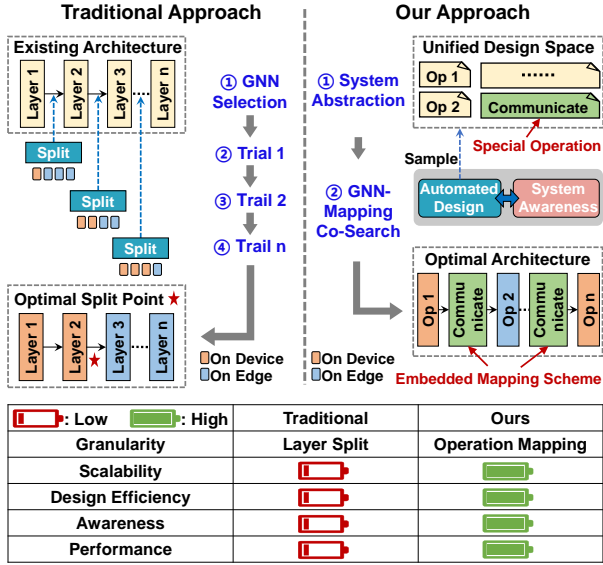 Traditional Approach
Existing Architecture
Layer 1
Layer 2
Layer 3
Layer n
Split
Split
Split
① GNN
Selection
② Trial 1
③ Trail 2
④ Trail n
Optimal Split Point
Layer 1
Layer 2
Layer 3
Layer n
On Device
On Edge
Our Approach
① System
Abstraction
② GNN-
Mapping
Co-Search
Unified Design Space
Op 1
······
Op 2
Communicate
Special Operation
Sample
Automated
Design
System
Awareness
Optimal Architecture
Op 1
Commu
nicate
Op 2
Commu
nicate
Op n
On Device
On Edge
Embedded Mapping Scheme
: Low : High Traditional Ours
Granularity Layer Split Operation Mapping
Scalability
Design Efficiency
Awareness
Performance